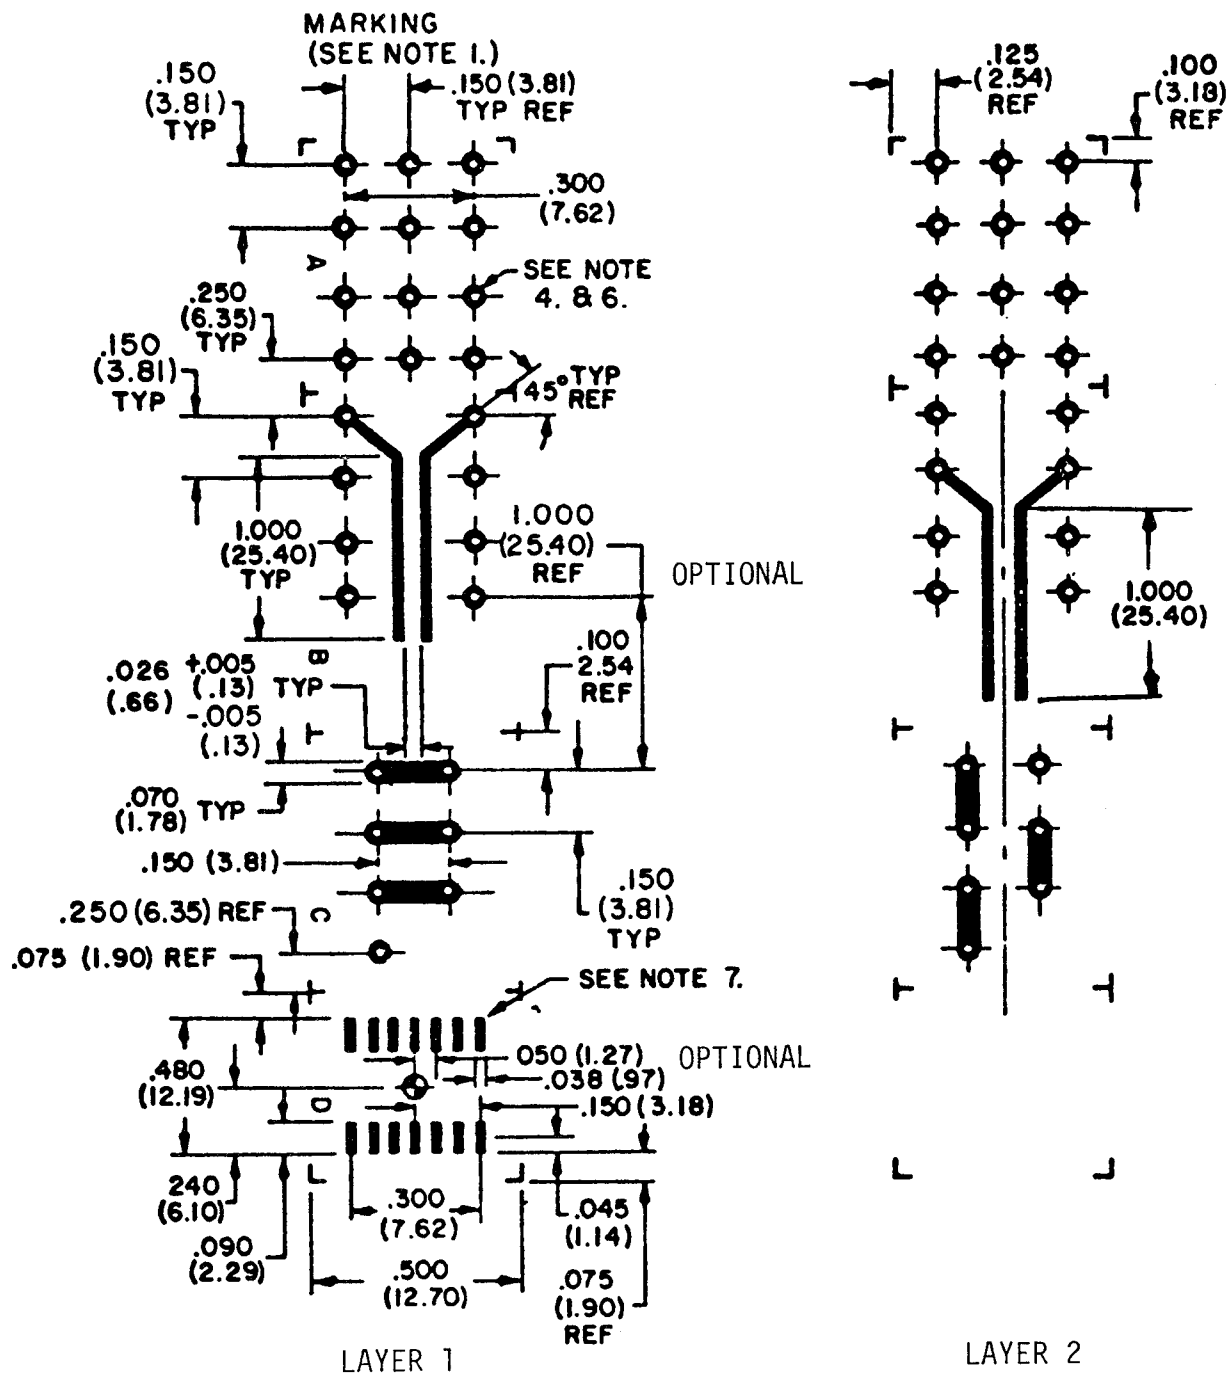 MARKING
(SEE NOTE 1.)
.150
(3.81)
TYP
.150 (3.81)
TYP REF
.300
(7.62)
A
SEE NOTE
4. & 6.
.250
(6.35)
TYP
.150
(3.81)
TYP
45° TYP
REF
1.000
(25.40)
TYP
1.000
(25.40)
REF
OPTIONAL
B
.026 +.005
(.66) (.13)
-.005
(.13)
TYP
.100
2.54
REF
.070
(1.78) TYP
.150 (3.81)
.150
(3.81)
TYP
.250 (6.35) REF
C
.075 (1.90) REF
SEE NOTE 7.
.050 (1.27)
OPTIONAL
.038 (.97)
.150 (3.18)
.480
(12.19)
D
.240
(6.10)
.090
(2.29)
.300
(7.62)
.045
(1.14)
.500
(12.70)
.075
(1.90)
REF
LAYER 1
.125
(2.54)
REF
.100
(3.18)
REF
1.000
(25.40)
LAYER 2